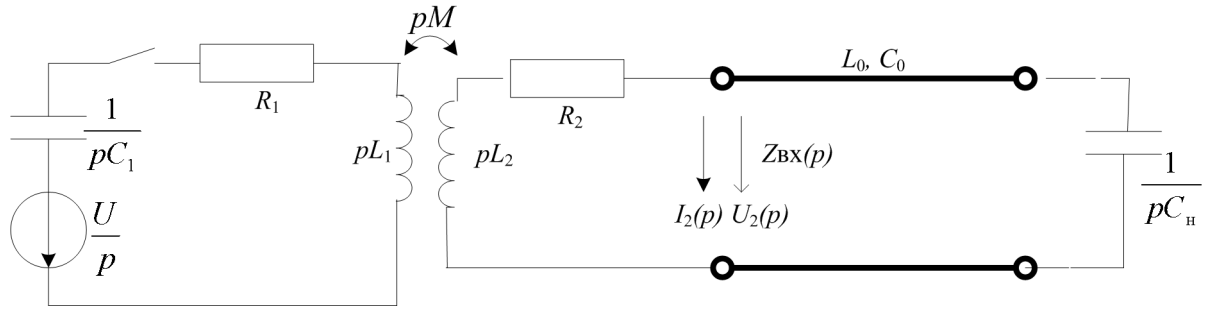 pM
L₀, C₀
R₁
R₂
1
pC₁
pL₁
pL₂
Zвх(p)
1
pCн
U
p
I₂(p) U₂(p)